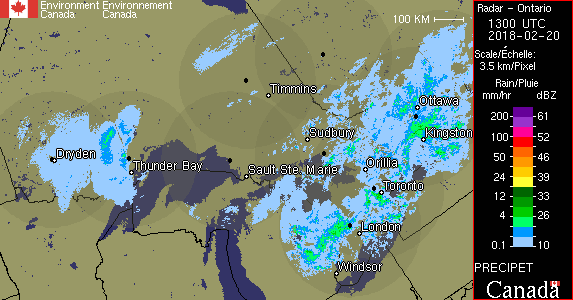 Environment Environnement
Canada Canada
100 KM
Timmins
Ottawa
Sudbury
Kingston
Dryden
Thunder Bay
Sault Ste. Marie
Orillia
Toronto
London
Windsor
Radar - Ontario
1300 UTC
2018-02-20
Scale/Échelle:
3.5 km/Pixel
Rain/Pluie
mm/hr dBZ
200 61
100 52
50 46
24 39
12 33
4 26
0.1 10
PRECIPET
Canada